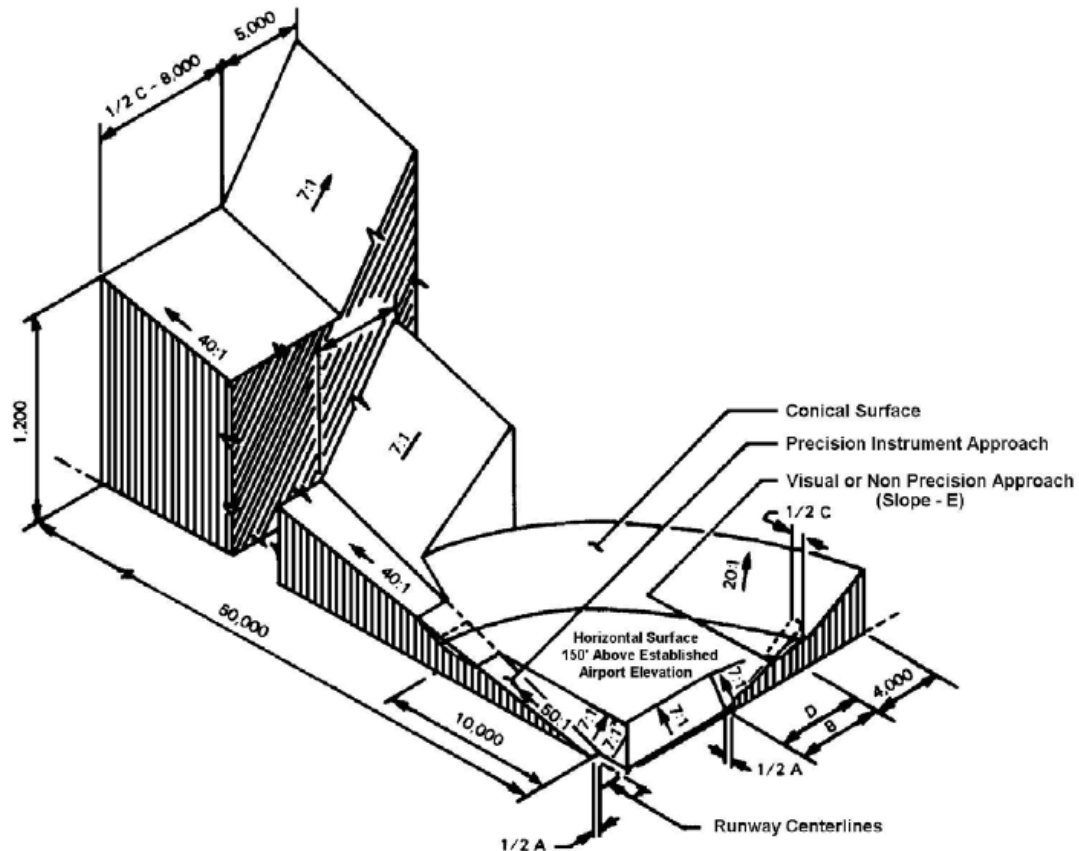 5,000
1/2 C - 8,000
7:1
40:1
1,200
7:1
Conical Surface
Precision Instrument Approach
Visual or Non Precision Approach
(Slope - E)
1/2 C
20:1
40:1
50,000
Horizontal Surface
150' Above Established
Airport Elevation
7:1
4,000
D
B
50:1
7:1
7:1
7:1
10,000
1/2 A
Runway Centerlines
1/2 A